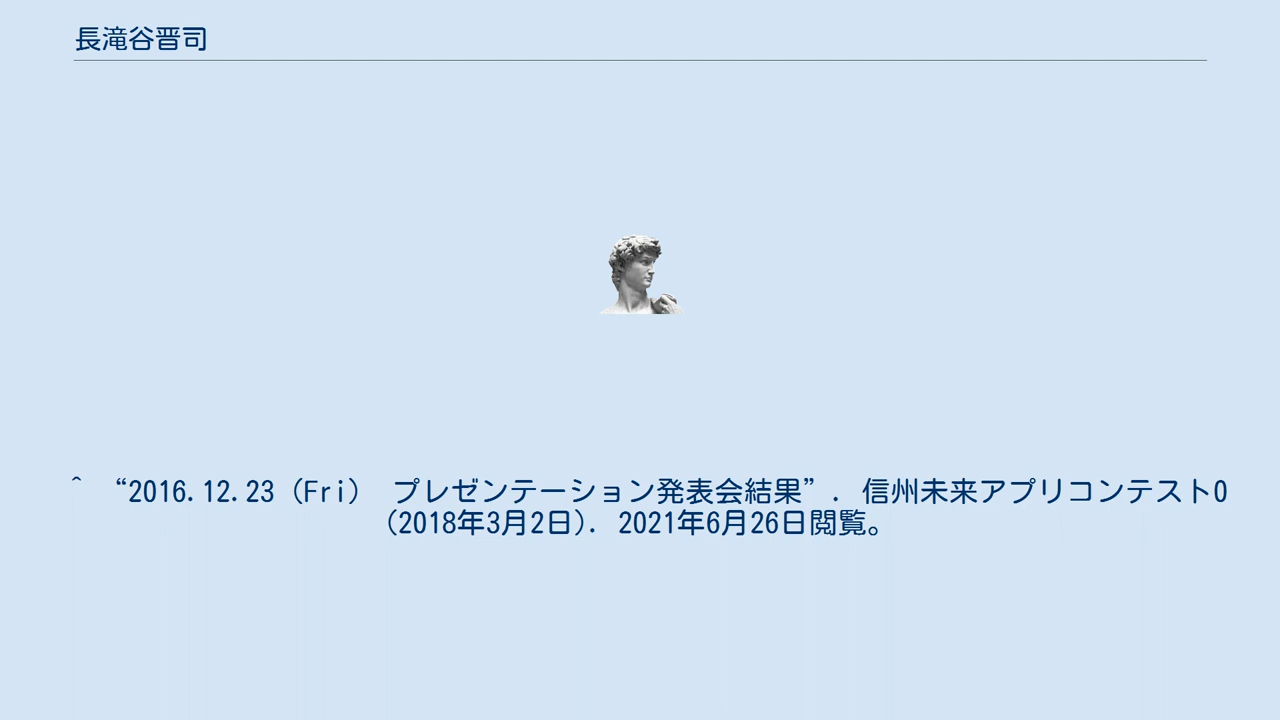 長滝谷晋司
^ “2016.12.23（Fri） プレゼンテーション発表会結果”. 信州未来アプリコンテスト0
(2018年3月2日). 2021年6月26日閲覧。